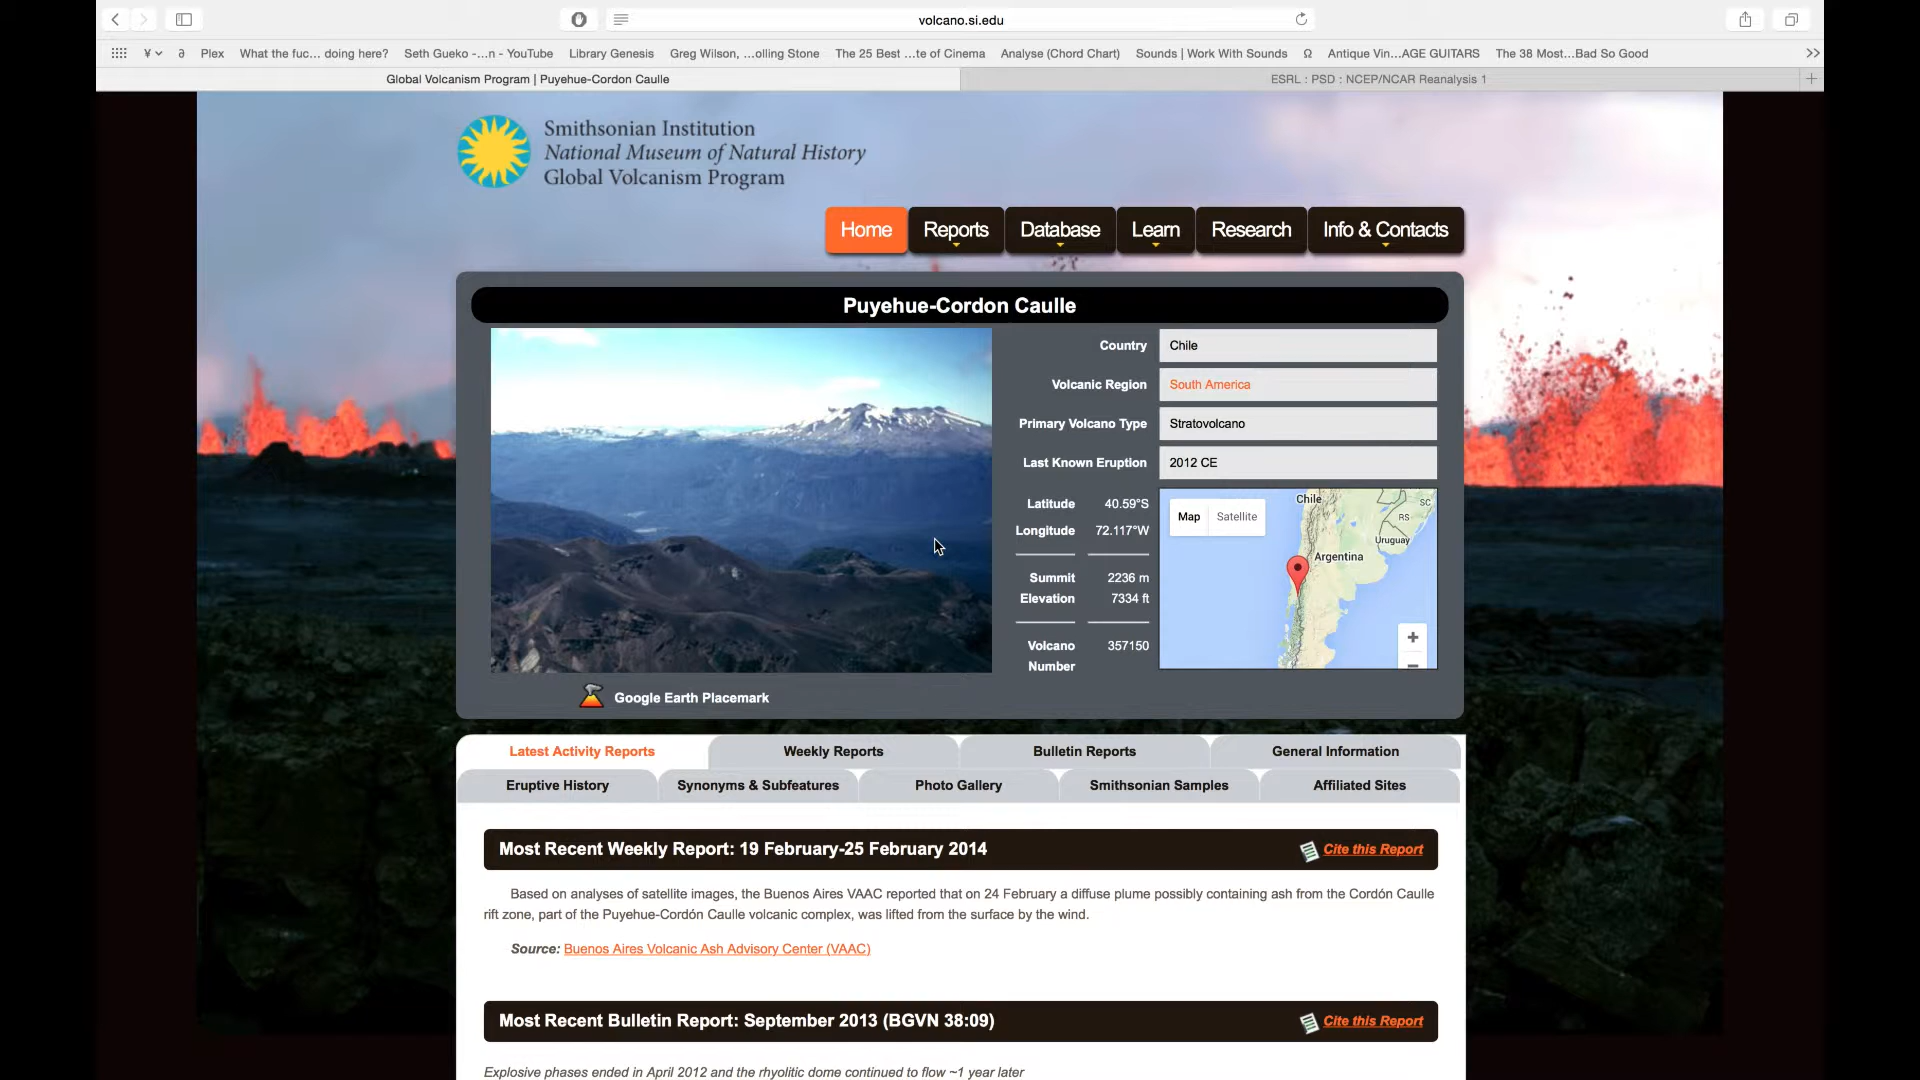 volcano.si.edu
¥ ∂ Plex What the fuc... doing here? Seth Gueko -...n - YouTube Library Genesis Greg Wilson, ...olling Stone The 25 Best ...te of Cinema Analyse (Chord Chart) Sounds | Work With Sounds Ω Antique Vin...AGE GUITARS The 38 Most...Bad So Good
Global Volcanism Program | Puyehue-Cordon Caulle ESRL : PSD : NCEP/NCAR Reanalysis 1
Smithsonian Institution
National Museum of Natural History
Global Volcanism Program
Home Reports Database Learn Research Info & Contacts
Puyehue-Cordon Caulle
Country Chile
Volcanic Region South America
Primary Volcano Type Stratovolcano
Last Known Eruption 2012 CE
Latitude 40.59°S
Longitude 72.117°W
Summit 2236 m
Elevation 7334 ft
Volcano 357150
Number
Map Satellite
Chile
SC
RS
Uruguay
Argentina
Google Earth Placemark
Latest Activity Reports Weekly Reports Bulletin Reports General Information
Eruptive History Synonyms & Subfeatures Photo Gallery Smithsonian Samples Affiliated Sites
Most Recent Weekly Report: 19 February-25 February 2014 Cite this Report
Based on analyses of satellite images, the Buenos Aires VAAC reported that on 24 February a diffuse plume possibly containing ash from the Cordón Caulle
rift zone, part of the Puyehue-Cordón Caulle volcanic complex, was lifted from the surface by the wind.
Source: Buenos Aires Volcanic Ash Advisory Center (VAAC)
Most Recent Bulletin Report: September 2013 (BGVN 38:09) Cite this Report
Explosive phases ended in April 2012 and the rhyolitic dome continued to flow ~1 year later